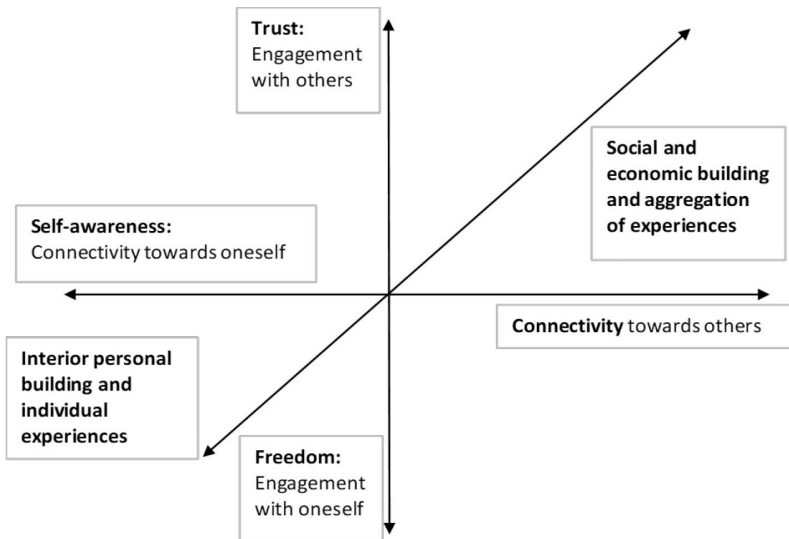 Trust:
Engagement
with others
Social and
economic building
and aggregation
of experiences
Self-awareness:
Connectivity towards oneself
Connectivity towards others
Interior personal
building and
individual
experiences
Freedom:
Engagement
with oneself